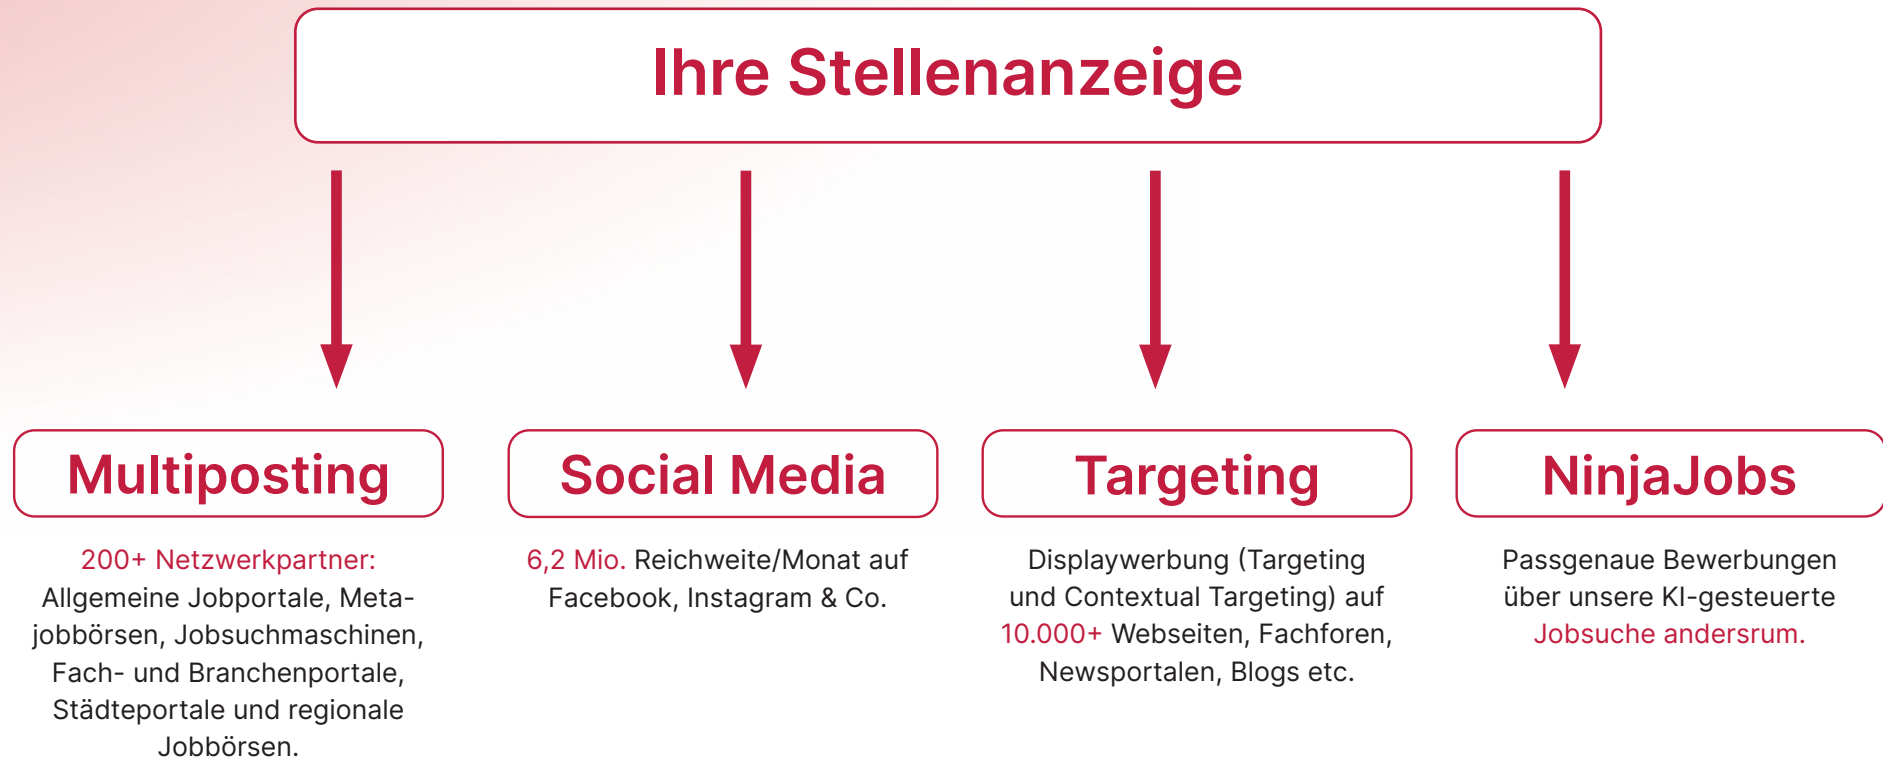 Ihre Stellenanzeige
Multiposting
200+ Netzwerkpartner:
Allgemeine Jobportale, Meta-
jobbörsen, Jobsuchmaschinen,
Fach- und Branchenportale,
Städteportale und regionale
Jobbörsen.
Social Media
6,2 Mio. Reichweite/Monat auf
Facebook, Instagram & Co.
Targeting
Displaywerbung (Targeting
und Contextual Targeting) auf
10.000+ Webseiten, Fachforen,
Newsportalen, Blogs etc.
NinjaJobs
Passgenaue Bewerbungen
über unsere KI-gesteuerte
Jobsuche andersrum.